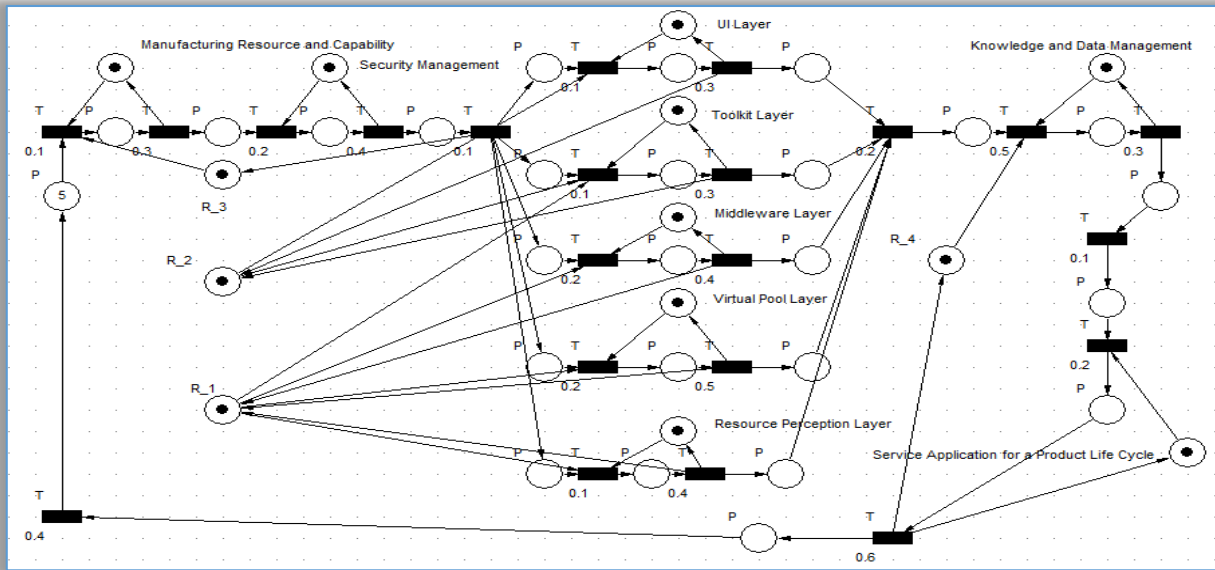 UI Layer
P T P T P
Manufacturing Resource and Capability
Knowledge and Data Management
Security Management
0.1 0.3
T P T P T P T P T
Toolkit Layer
T P T P T
0.1 0.3 0.2 0.4 0.1
P T P T P
0.2 0.5 0.3
P
5
P
0.1 0.3
R_3
Middleware Layer
T
P T P T P
R_4
0.1
R_2
0.2 0.4
P
Virtual Pool Layer
T
P T P T P
0.2
R_1
0.2 0.5
P
Resource Perception Layer
P T P T P
Service Application for a Product Life Cycle
0.1 0.4
T
P
T
0.4
0.6